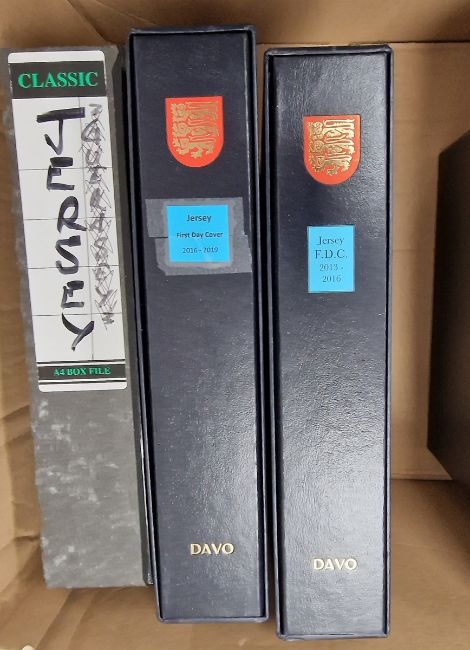 CLASSIC
JERSEY
A4 BOX FILE
Jersey
First Day Cover
2016 - 2019
DAVO
Jersey
F.D.C.
2013 -
2016
DAVO